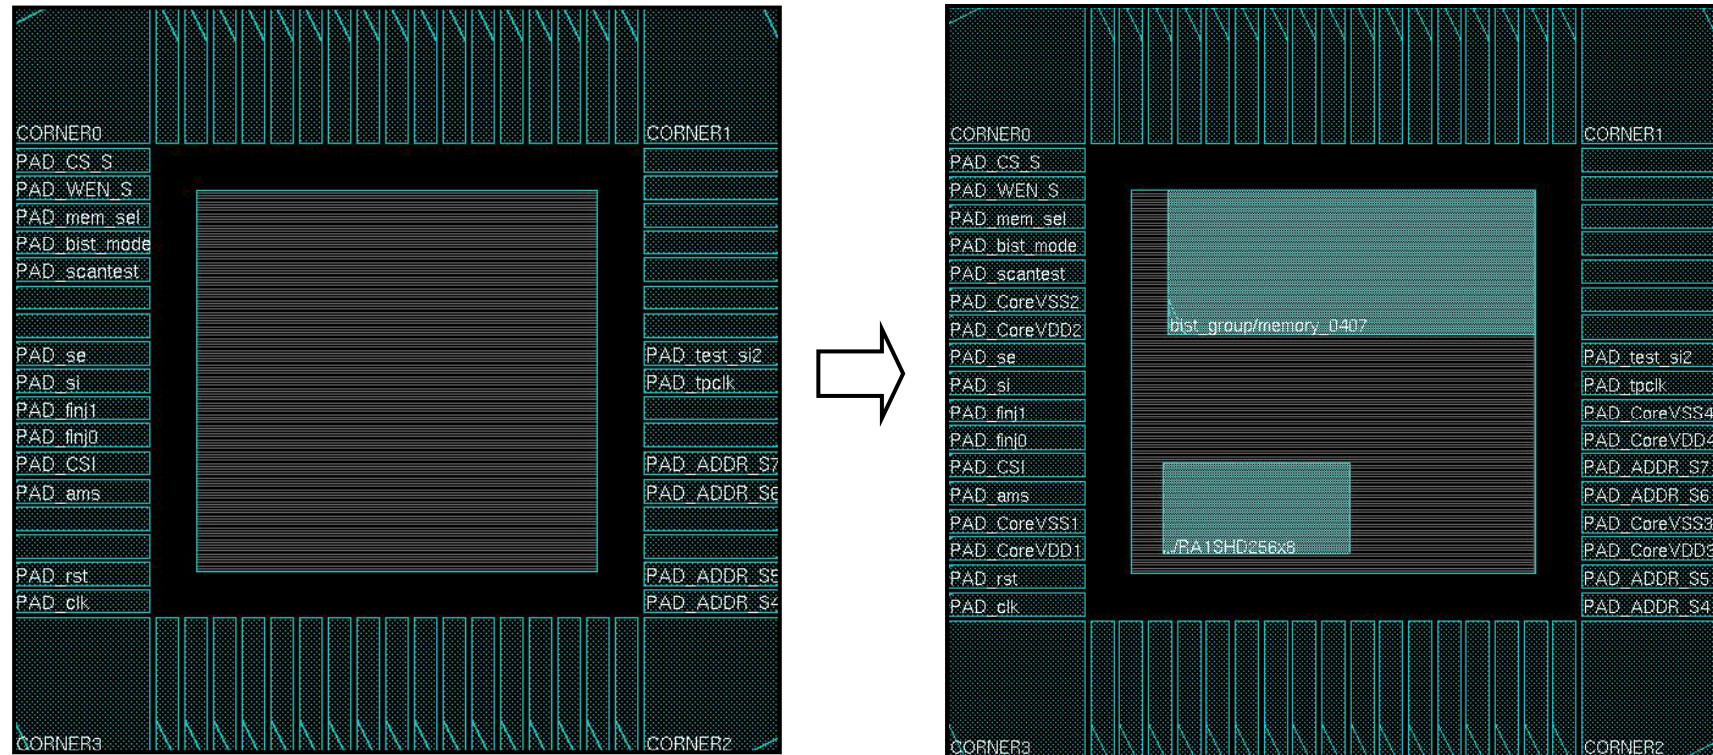 CORNER0
CORNER1
PAD_CS_S
PAD_WEN_S
PAD_mem_sel
PAD_bist_mode
PAD_scantest
PAD_se
PAD_si
PAD_finj1
PAD_finj0
PAD_CSI
PAD_ams
PAD_rst
PAD_clk
PAD_test_si2
PAD_tpclk
PAD_ADDR_S7
PAD_ADDR_S6
PAD_ADDR_S5
PAD_ADDR_S4
CORNER3
CORNER2
CORNER0
CORNER1
PAD_CS_S
PAD_WEN_S
PAD_mem_sel
PAD_bist_mode
PAD_scantest
PAD_CoreVSS2
PAD_CoreVDD2
PAD_se
PAD_si
PAD_finj1
PAD_finj0
PAD_CSI
PAD_ams
PAD_CoreVSS1
PAD_CoreVDD1
PAD_rst
PAD_clk
bist_group/memory_0407
../RA1SHD256x8
PAD_test_si2
PAD_tpclk
PAD_CoreVSS4
PAD_CoreVDD4
PAD_ADDR_S7
PAD_ADDR_S6
PAD_CoreVSS3
PAD_CoreVDD3
PAD_ADDR_S5
PAD_ADDR_S4
CORNER3
CORNER2